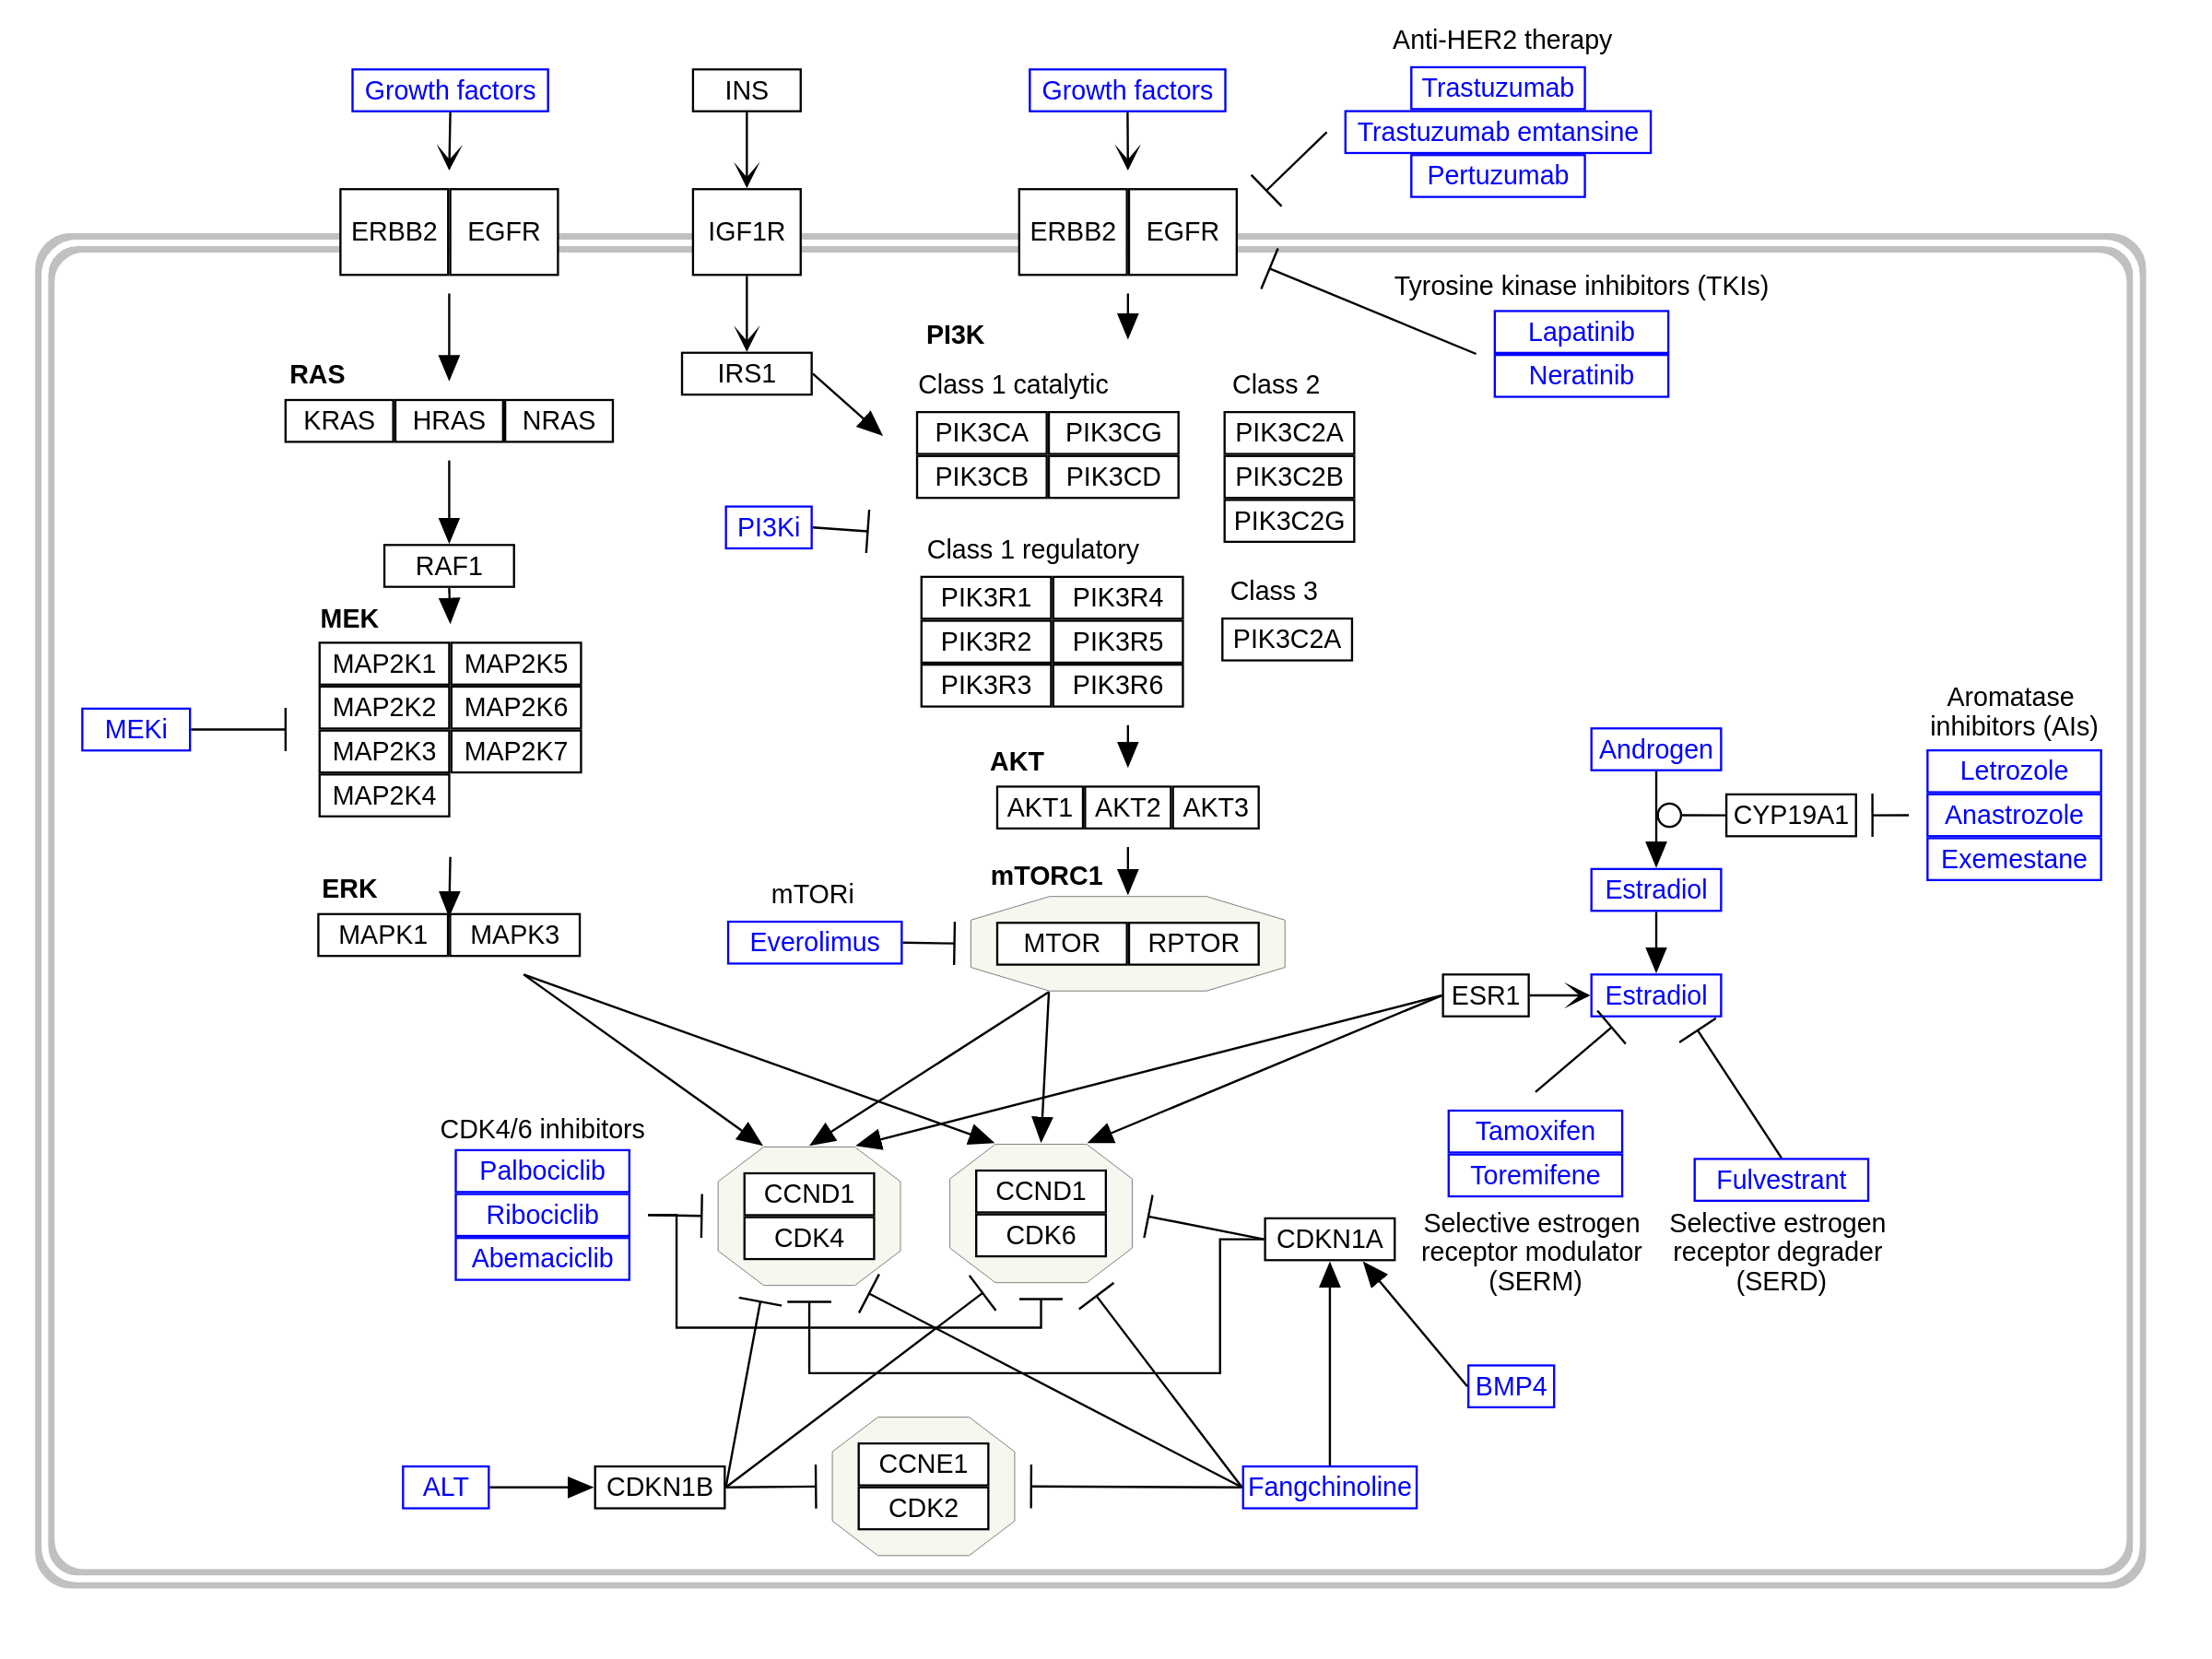 Anti-HER2 therapy
Growth factors
INS
Growth factors
Trastuzumab
Trastuzumab emtansine
Pertuzumab
ERBB2 EGFR
IGF1R
ERBB2 EGFR
Tyrosine kinase inhibitors (TKIs)
Lapatinib
Neratinib
PI3K
RAS
KRAS HRAS NRAS
IRS1
Class 1 catalytic
PIK3CA PIK3CG
PIK3CB PIK3CD
Class 2
PIK3C2A
PIK3C2B
PIK3C2G
PI3Ki
Class 1 regulatory
PIK3R1 PIK3R4
PIK3R2 PIK3R5
PIK3R3 PIK3R6
Class 3
PIK3C2A
RAF1
MEK
MAP2K1 MAP2K5
MAP2K2 MAP2K6
MAP2K3 MAP2K7
MAP2K4
MEKi
Aromatase
inhibitors (AIs)
Letrozole
Anastrozole
Exemestane
Androgen
CYP19A1
Estradiol
AKT
AKT1 AKT2 AKT3
ERK
MAPK1 MAPK3
mTORi
Everolimus
mTORC1
MTOR RPTOR
ESR1
Estradiol
CDK4/6 inhibitors
Palbociclib
Ribociclib
Abemaciclib
CCND1
CDK4
CCND1
CDK6
CDKN1A
Tamoxifen
Toremifene
Selective estrogen
receptor modulator
(SERM)
Fulvestrant
Selective estrogen
receptor degrader
(SERD)
BMP4
ALT
CDKN1B
CCNE1
CDK2
Fangchinoline